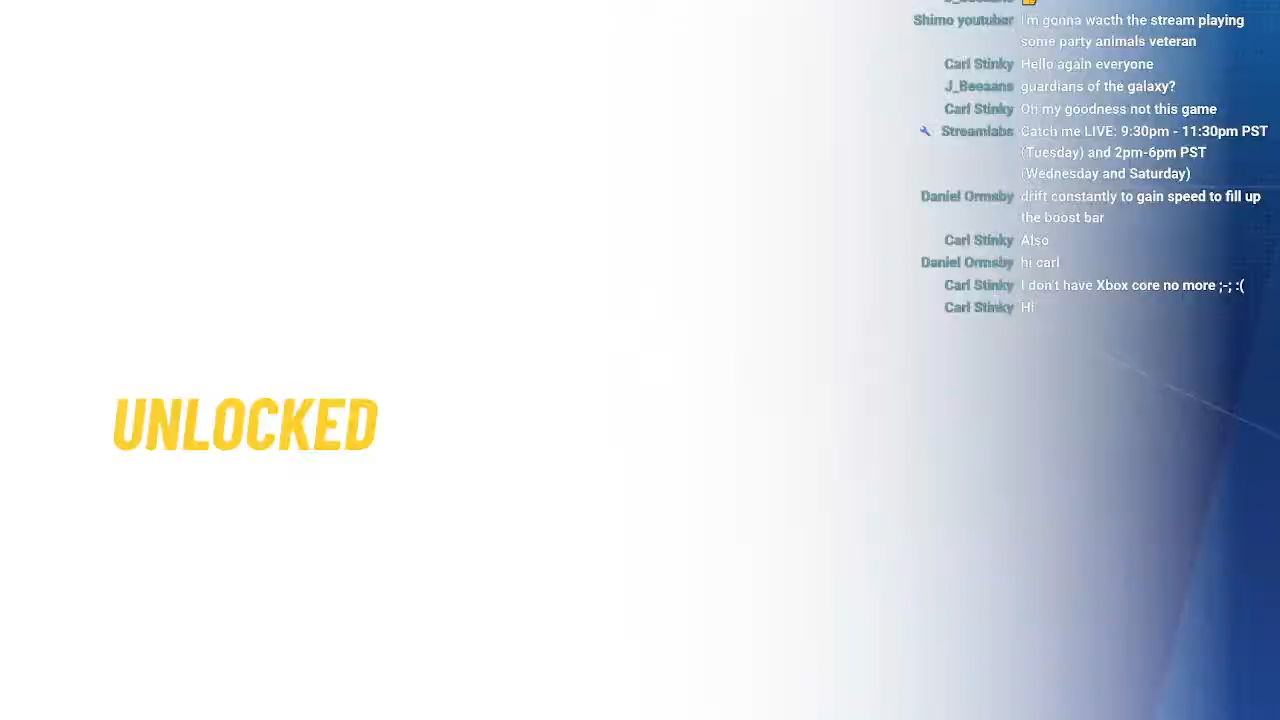 Shimo youtuber I'm gonna wacth the stream playing
some party animals veteran
Carl Stinky Hello again everyone
J_Beeaans guardians of the galaxy?
Carl Stinky Oh my goodness not this game
Streamlabs Catch me LIVE: 9:30pm - 11:30pm PST
(Tuesday) and 2pm-6pm PST
(Wednesday and Saturday)
Daniel Ormsby drift constantly to gain speed to fill up
the boost bar
Carl Stinky Also
Daniel Ormsby hi carl
Carl Stinky I don't have Xbox core no more ;-; :(
Carl Stinky Hi
UNLOCKED